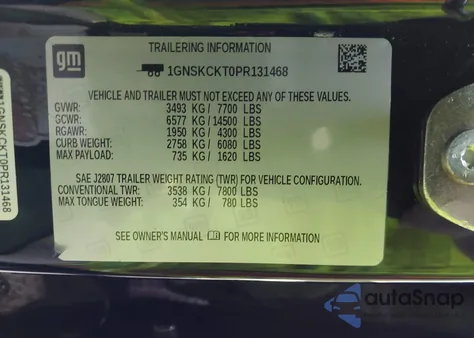 gm
TRAILERING INFORMATION
1GNSKCKT0PR131468
VEHICLE AND TRAILER MUST NOT EXCEED ANY OF THESE RATINGS:
GVWR: 3493 KG / 7700 LBS
GCWR: 6577 KG / 14500 LBS
RGAWR: 1950 KG / 4300 LBS
CURB WEIGHT: 2758 KG / 6080 LBS
MAX PAYLOAD: 735 KG / 1620 LBS
SAE J2807 TRAILER WEIGHT RATING (TWR) FOR VEHICLE CONFIGURATION.
CONVENTIONAL TWR: 3538 KG / 7800 LBS
MAX TONGUE WEIGHT: 354 KG / 780 LBS
SEE OWNER'S MANUAL FOR MORE INFORMATION
1GNSKCKT0PR131468
autoSnap